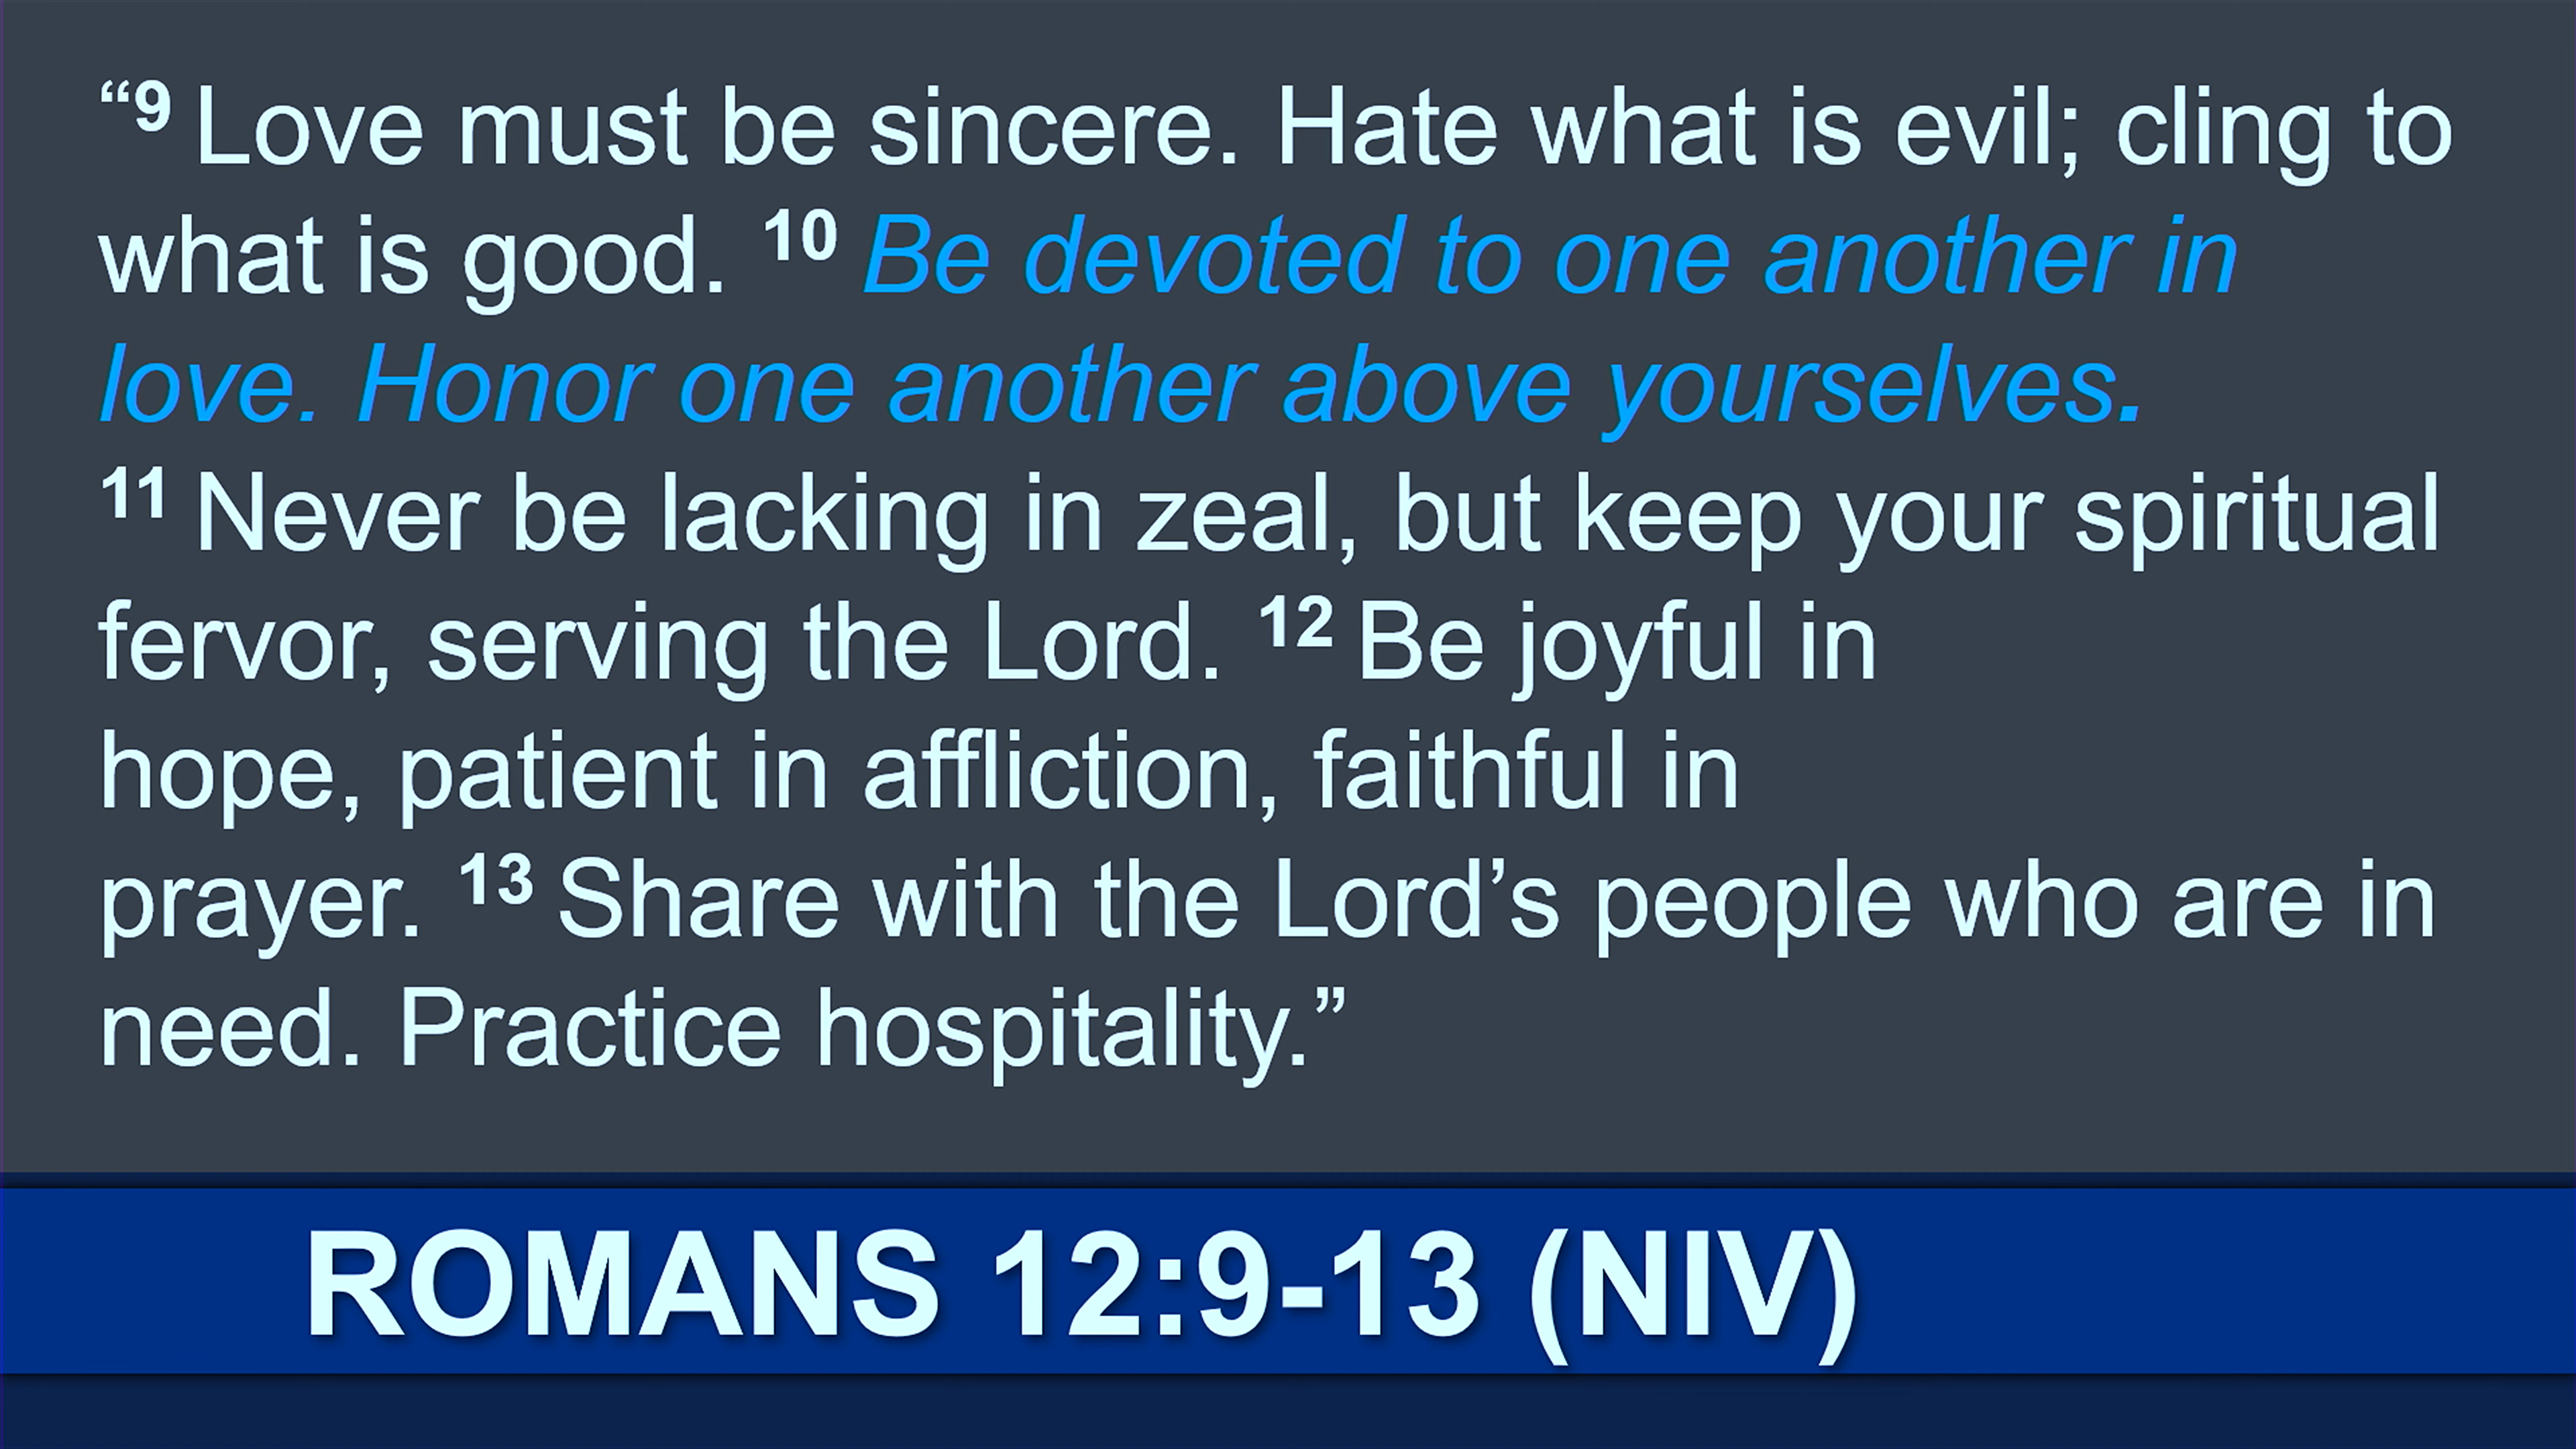 “9 Love must be sincere. Hate what is evil; cling to
what is good. 10 Be devoted to one another in
love. Honor one another above yourselves.
11 Never be lacking in zeal, but keep your spiritual
fervor, serving the Lord. 12 Be joyful in
hope, patient in affliction, faithful in
prayer. 13 Share with the Lord’s people who are in
need. Practice hospitality.”
ROMANS 12:9-13 (NIV)